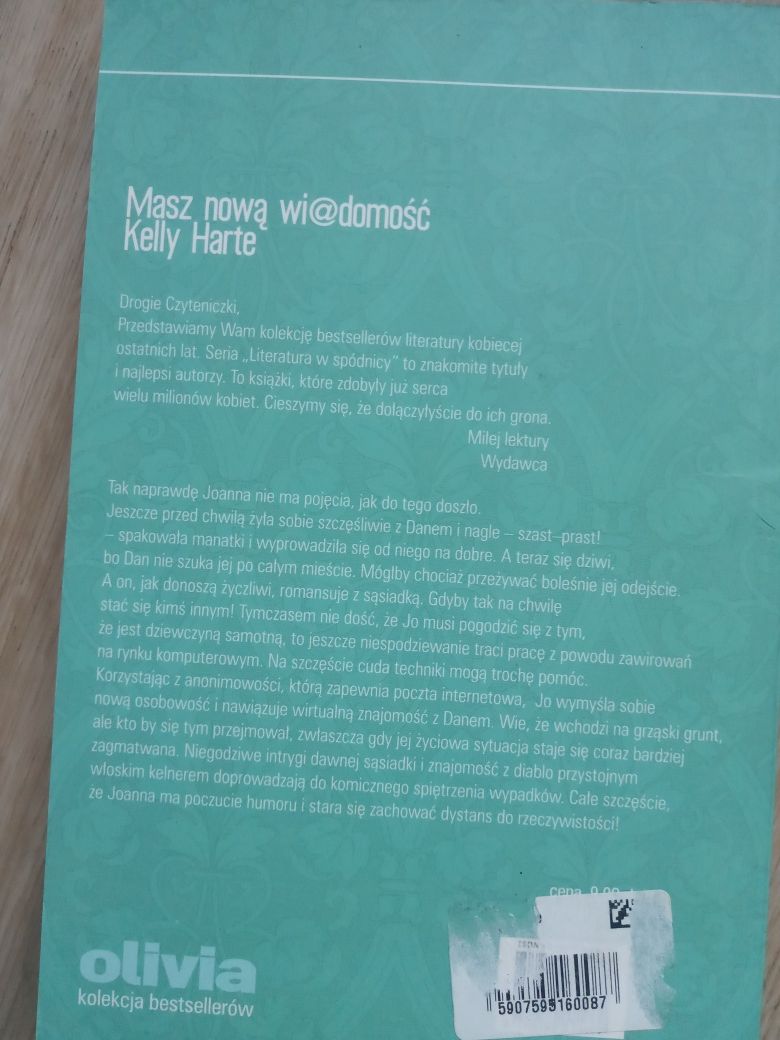 Masz nową wi@domość
Kelly Harte
Drogie Czyteniczki,
Przedstawiamy Wam kolekcję bestsellerów literatury kobiecej
ostatnich lat. Seria „Literatura w spódnicy" to znakomite tytuły
i najlepsi autorzy. To książki, które zdobyły już serca
wielu milionów kobiet. Cieszymy się, że dołączyłyście do ich grona.
Miłej lektury
Wydawca
Tak naprawdę Joanna nie ma pojęcia, jak do tego doszło.
Jeszcze przed chwilą żyła sobie szczęśliwie z Danem i nagle – szast–prast!
– spakowała manatki i wyprowadziła się od niego na dobre. A teraz się dziwi,
bo Dan nie szuka jej po całym mieście. Mógłby chociaż przeżywać boleśnie jej odejście.
A on, jak donoszą życzliwi, romansuje z sąsiadką. Gdyby tak na chwilę
stać się kimś innym! Tymczasem nie dość, że Jo musi pogodzić się z tym,
że jest dziewczyną samotną, to jeszcze niespodziewanie traci pracę z powodu zawirowań
na rynku komputerowym. Na szczęście cuda techniki mogą trochę pomóc.
Korzystając z anonimowości, którą zapewnia poczta internetowa, Jo wymyśla sobie
nową osobowość i nawiązuje wirtualną znajomość z Danem. Wie, że wchodzi na grząski grunt,
ale kto by się tym przejmował, zwłaszcza gdy jej życiowa sytuacja staje się coraz bardziej
zagmatwana. Niegodziwe intrygi dawnej sąsiadki i znajomość z diablo przystojnym
włoskim kelnerem doprowadzają do komicznego spiętrzenia wypadków. Całe szczęście,
że Joanna ma poczucie humoru i stara się zachować dystans do rzeczywistości!
cena
olivia
kolekcja bestsellerów
5907595160087